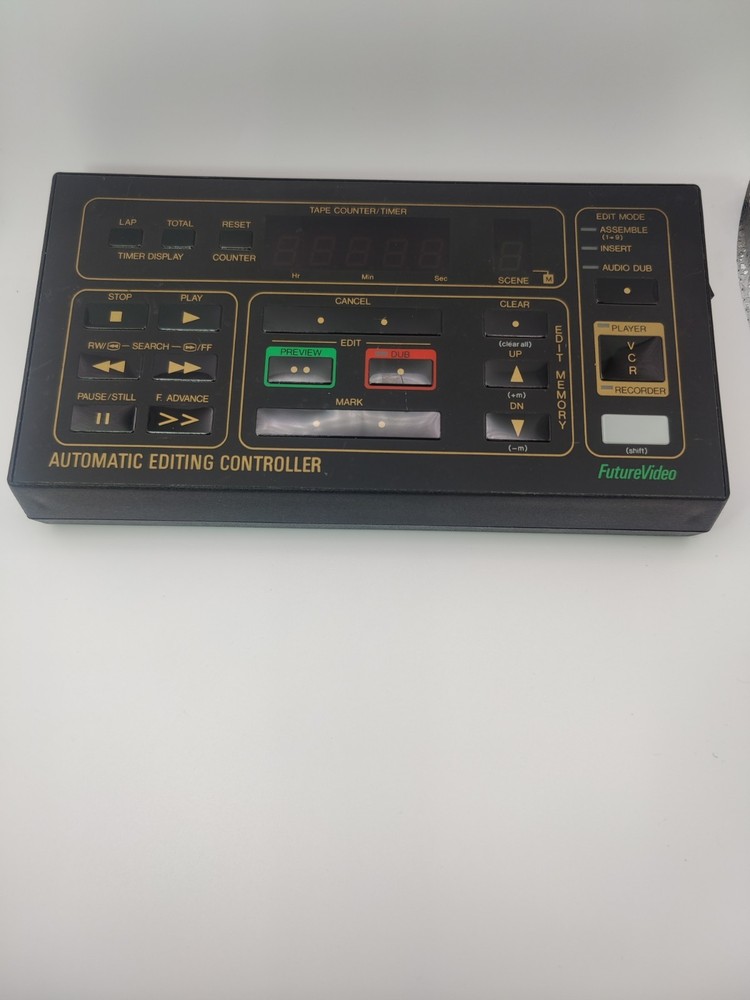 TAPE COUNTER/TIMER
LAP TOTAL RESET
TIMER DISPLAY COUNTER
Hr Min Sec
SCENE M
EDIT MODE
ASSEMBLE
(1→9)
INSERT
AUDIO DUB
STOP PLAY
RW/ SEARCH /FF
PAUSE/STILL F. ADVANCE
CANCEL
EDIT
PREVIEW DUB
MARK
CLEAR
(clear all)
UP
(+m)
DN
(−m)
EDIT MEMORY
PLAYER
VCR
RECORDER
(shift)
AUTOMATIC EDITING CONTROLLER
FutureVideo